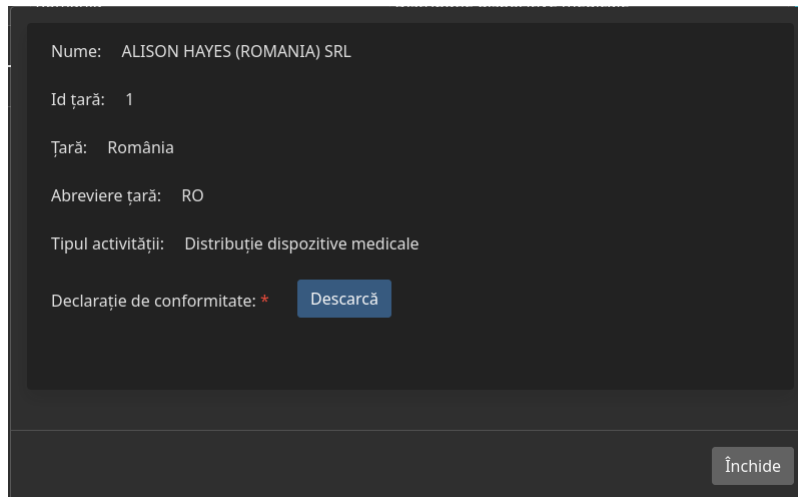 Nume: ALISON HAYES (ROMANIA) SRL
Id țară: 1
Țară: România
Abreviere țară: RO
Tipul activității: Distribuție dispozitive medicale
Declarație de conformitate: * Descarcă
Închide